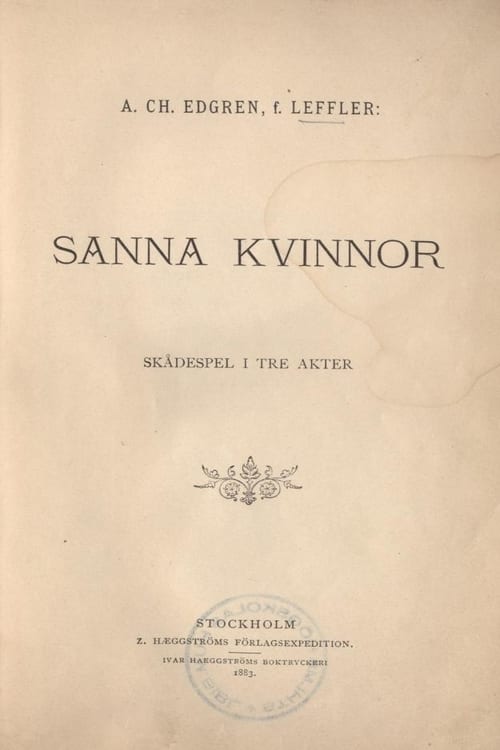 A. CH. EDGREN, f. LEFFLER:
SANNA KVINNOR
SKÅDESPEL I TRE AKTER
STOCKHOLM
Z. HÆGGSTRÖMS FÖRLAGSEXPEDITION.
IVAR HAEGGSTRÖMS BOKTRYCKERI
1883.